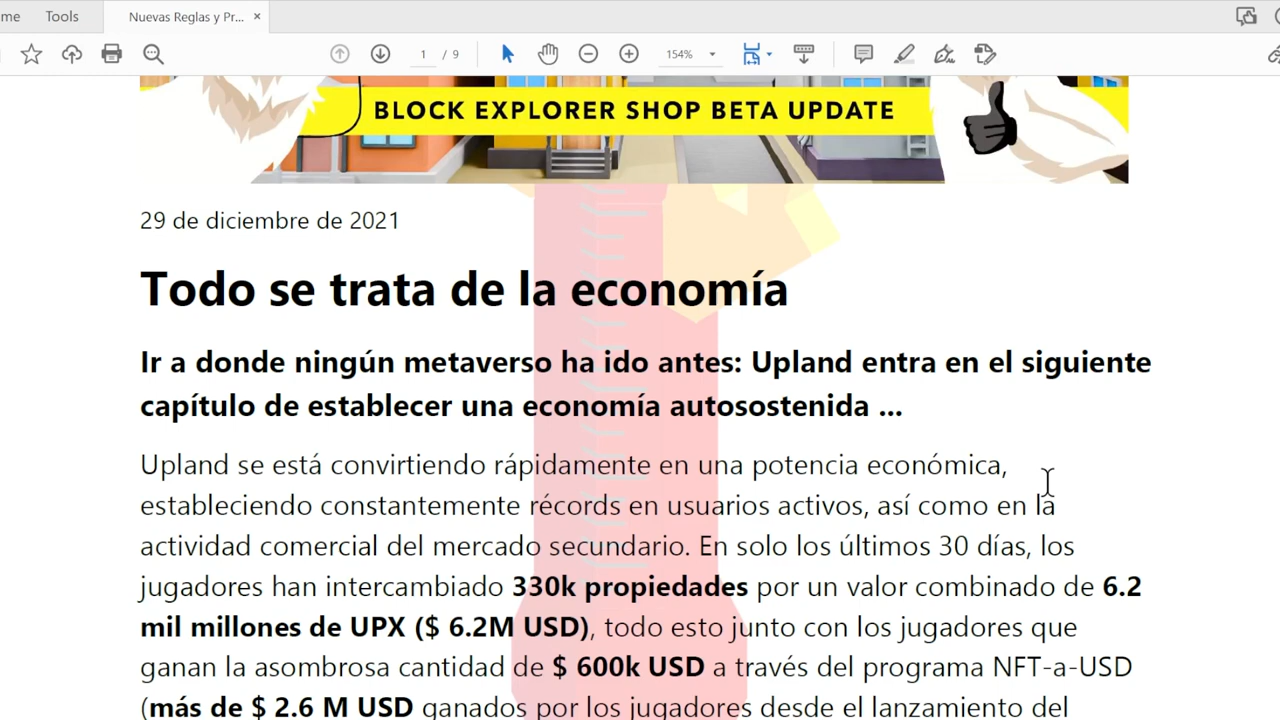 me Tools Nuevas Reglas y Pr... ×
1 / 9 154%
BLOCK EXPLORER SHOP BETA UPDATE
29 de diciembre de 2021
Todo se trata de la economía
Ir a donde ningún metaverso ha ido antes: Upland entra en el siguiente
capítulo de establecer una economía autosostenida ...
Upland se está convirtiendo rápidamente en una potencia económica,
estableciendo constantemente récords en usuarios activos, así como en la
actividad comercial del mercado secundario. En solo los últimos 30 días, los
jugadores han intercambiado 330k propiedades por un valor combinado de 6.2
mil millones de UPX ($ 6.2M USD), todo esto junto con los jugadores que
ganan la asombrosa cantidad de $ 600k USD a través del programa NFT-a-USD
(más de $ 2.6 M USD ganados por los jugadores desde el lanzamiento del